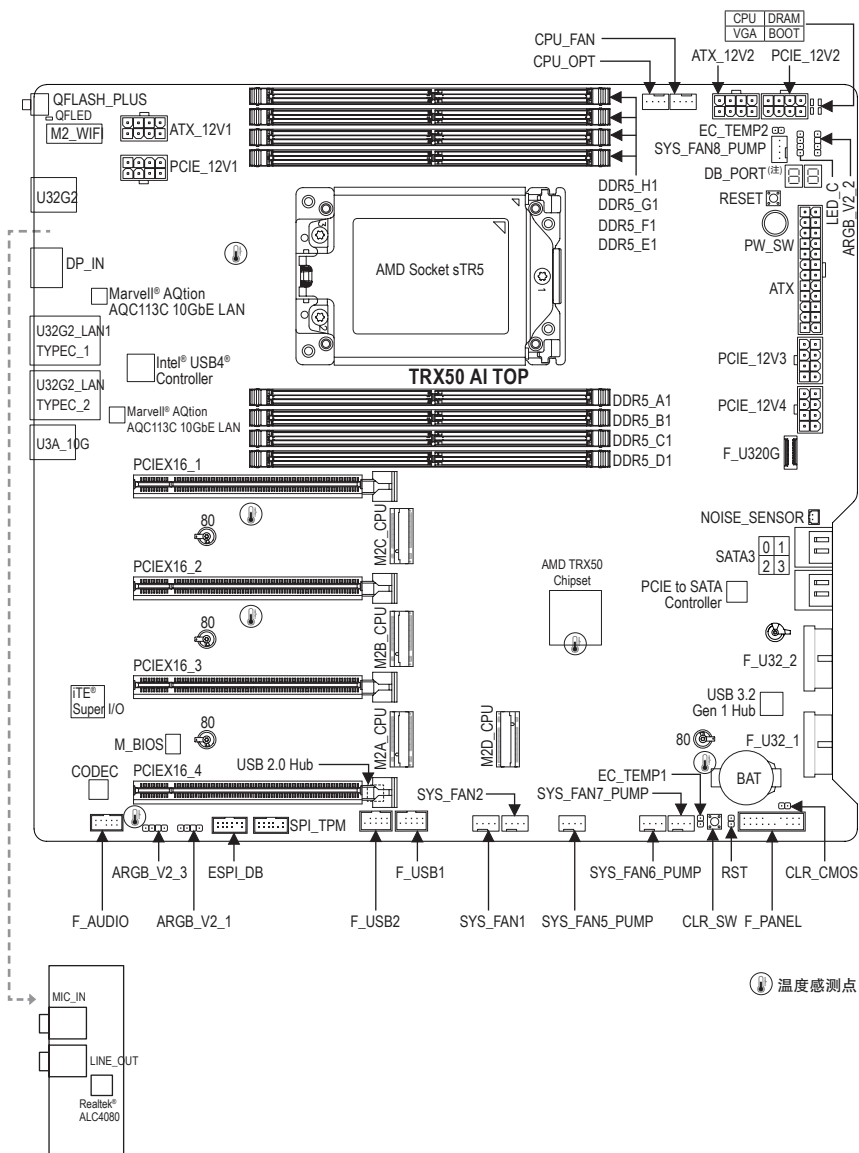 CPU DRAM
VGA BOOT
CPU_FAN
CPU_OPT
ATX_12V2
PCIE_12V2
QFLASH_PLUS
QFLED
M2_WIFI
ATX_12V1
PCIE_12V1
EC_TEMP2
SYS_FAN8_PUMP
DB_PORT(注)
LED_C
ARGB_V2_2
RESET
PW_SW
DDR5_H1
DDR5_G1
DDR5_F1
DDR5_E1
U32G2
DP_IN
AMD Socket sTR5
1
2
3
ATX
Marvell® AQtion
AQC113C 10GbE LAN
U32G2_LAN1
TYPEC_1
Intel® USB4®
Controller
U32G2_LAN
TYPEC_2
Marvell® AQtion
AQC113C 10GbE LAN
U3A_10G
TRX50 AI TOP
PCIE_12V3
PCIE_12V4
DDR5_A1
DDR5_B1
DDR5_C1
DDR5_D1
F_U320G
PCIEX16_1
80
M2C_CPU
NOISE_SENSOR
SATA3
0 1
2 3
PCIEX16_2
AMD TRX50
Chipset
PCIE to SATA
Controller
80
M2B_CPU
F_U32_2
PCIEX16_3
iTE®
Super I/O
USB 3.2
Gen 1 Hub
80
M_BIOS
M2A_CPU
M2D_CPU
80
F_U32_1
CODEC
PCIEX16_4
USB 2.0 Hub
EC_TEMP1
BAT
SYS_FAN2
SYS_FAN7_PUMP
SPI_TPM
ARGB_V2_3
ESPI_DB
F_USB1
SYS_FAN6_PUMP
RST
CLR_CMOS
F_AUDIO
ARGB_V2_1
F_USB2
SYS_FAN1
SYS_FAN5_PUMP
CLR_SW
F_PANEL
温度感测点
MIC_IN
LINE_OUT
Realtek®
ALC4080